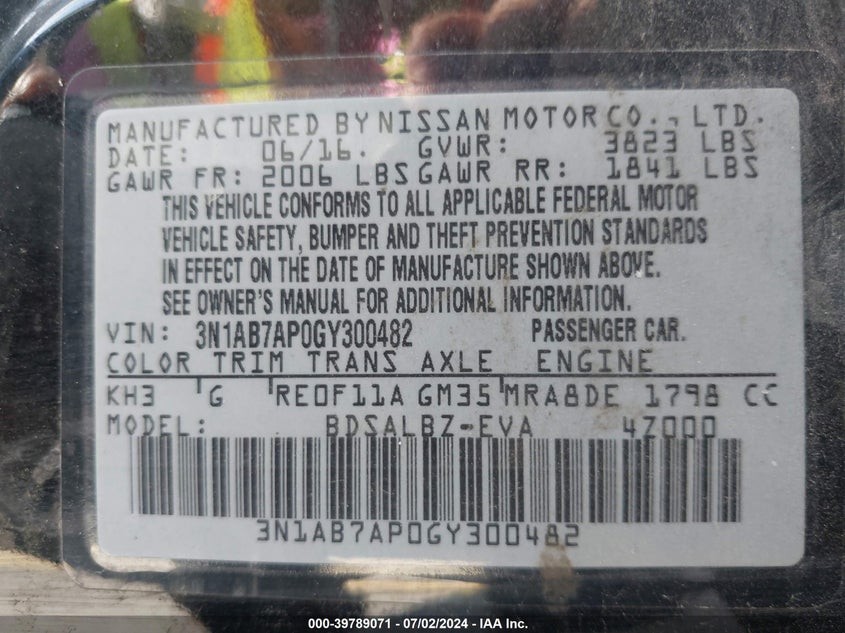 MANUFACTURED BY NISSAN MOTOR CO., LTD.
DATE: 06/16. GVWR: 3823 LBS
GAWR FR: 2006 LBS GAWR RR: 1841 LBS
THIS VEHICLE CONFORMS TO ALL APPLICABLE FEDERAL MOTOR
VEHICLE SAFETY, BUMPER AND THEFT PREVENTION STANDARDS
IN EFFECT ON THE DATE OF MANUFACTURE SHOWN ABOVE.
SEE OWNER'S MANUAL FOR ADDITIONAL INFORMATION.
VIN: 3N1AB7AP0GY300482 PASSENGER CAR.
COLOR TRIM TRANS AXLE ENGINE
KH3 G RE0F11A GM35 MRA8DE 1798 CC
MODEL: BDSALBZ-EVA 4Z000
3N1AB7AP0GY300482
000-39789071 - 07/02/2024 - IAA Inc.